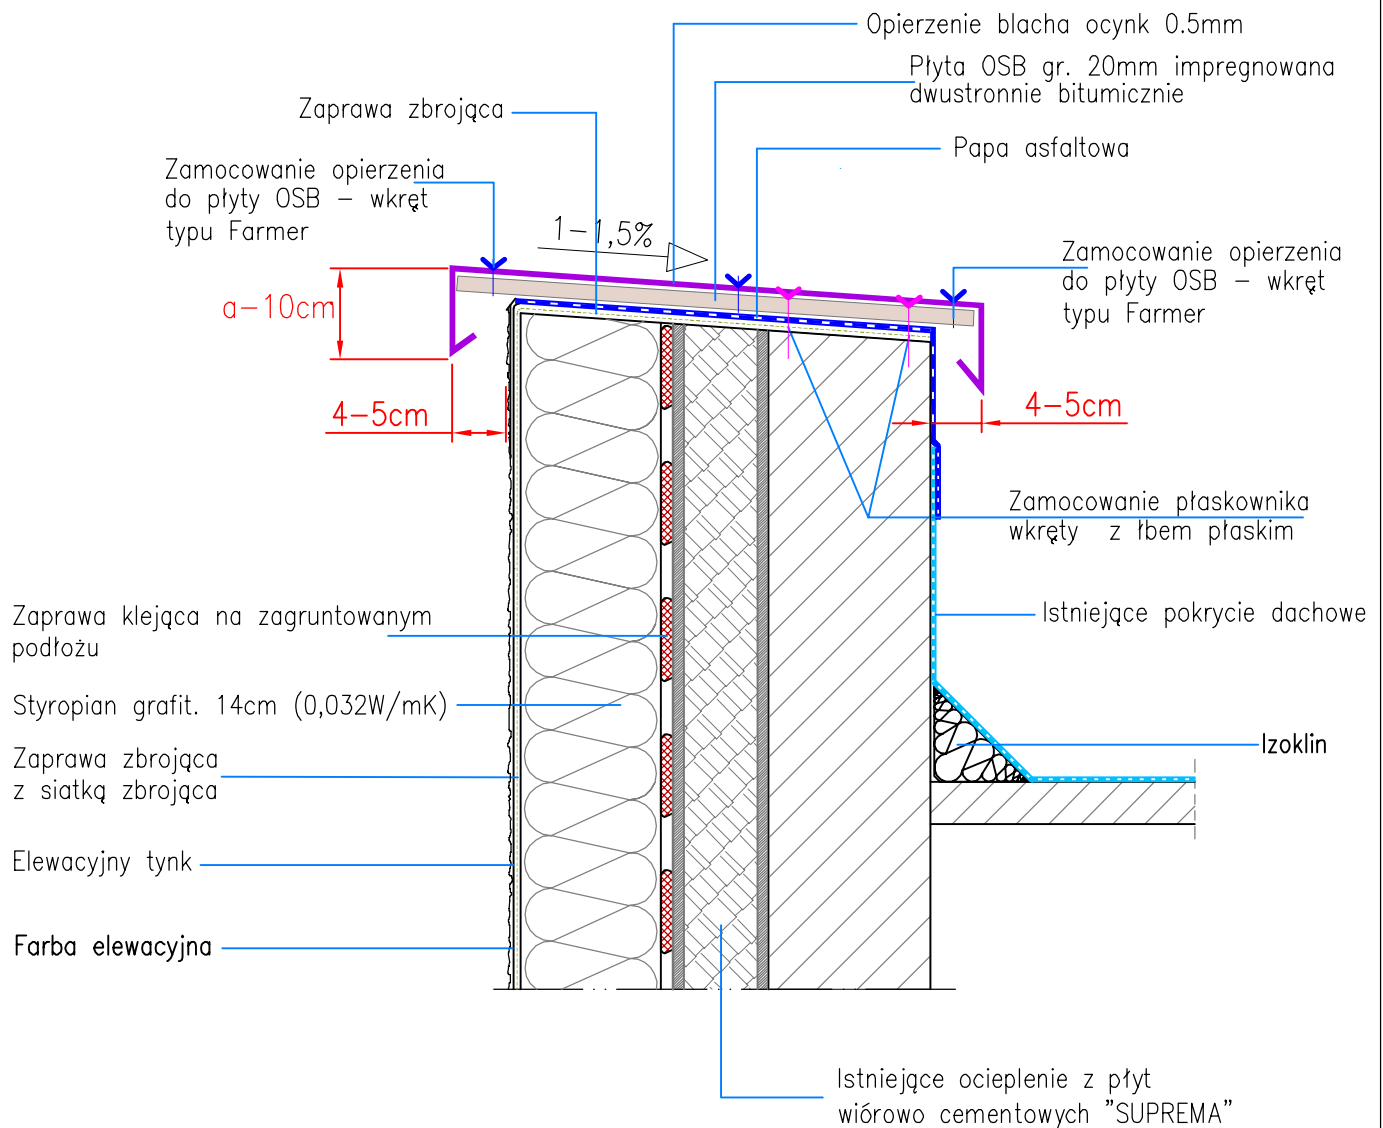 Opierzenie blacha ocynk 0.5mm
Płyta OSB gr. 20mm impregnowana
dwustronnie bitumicznie
Zaprawa zbrojąca
Papa asfaltowa
Zamocowanie opierzenia
do płyty OSB – wkręt
typu Farmer
1–1,5%
Zamocowanie opierzenia
do płyty OSB – wkręt
typu Farmer
a–10cm
4–5cm
4–5cm
Zamocowanie płaskownika
wkręty z łbem płaskim
Zaprawa klejąca na zagruntowanym
podłożu
Istniejące pokrycie dachowe
Styropian grafit. 14cm (0,032W/mK)
Izoklin
Zaprawa zbrojąca
z siatką zbrojąca
Elewacyjny tynk
Farba elewacyjna
Istniejące ocieplenie z płyt
wiórowo cementowych "SUPREMA"